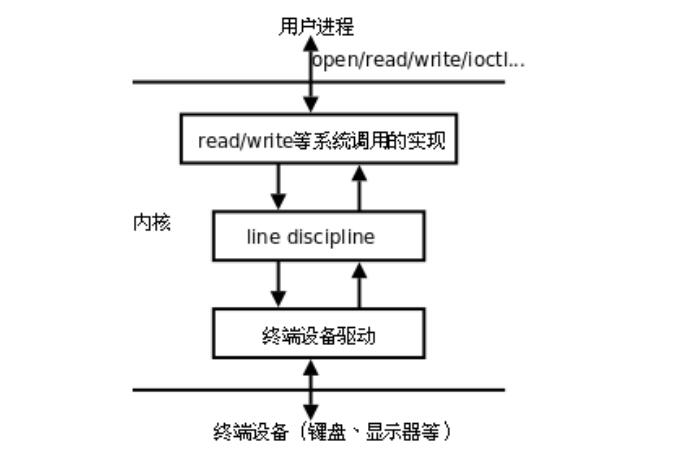 用户进程
open/read/write/ioctl...
read/write等系统调用的实现
内核
line discipline
终端设备驱动
终端设备（键盘、显示器等）